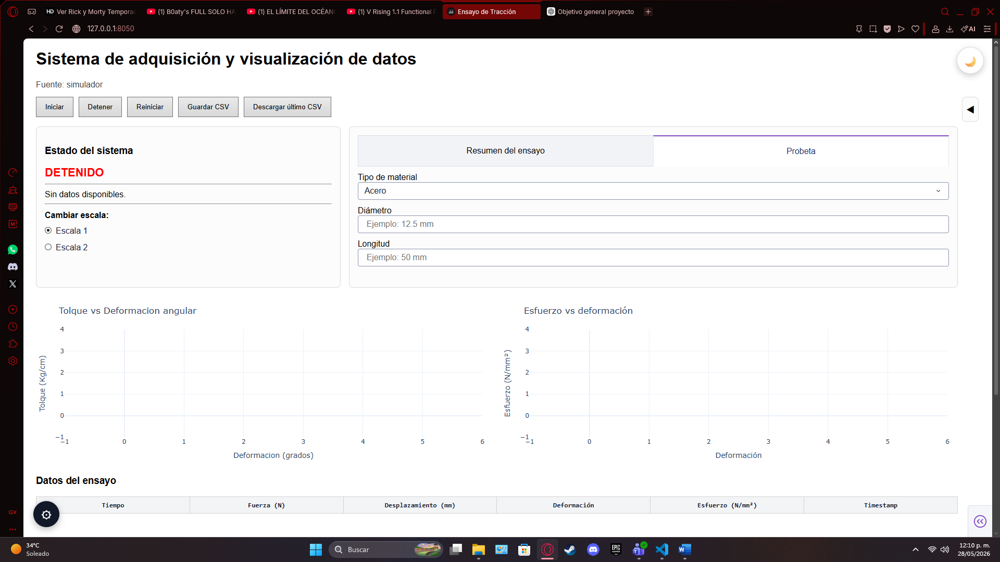 HD Ver Rick y Morty Tempora
(1) B0aty's FULL SOLO HA
(1) EL LÍMITE DEL OCÉAN
(1) V Rising 1.1 Functional
Ensayo de Tracción
Objetivo general proyecto
127.0.0.1:8050
AI
Sistema de adquisición y visualización de datos
Fuente: simulador
Iniciar
Detener
Reiniciar
Guardar CSV
Descargar último CSV
Estado del sistema
DETENIDO
Sin datos disponibles.
Cambiar escala:
Escala 1
Escala 2
Resumen del ensayo
Probeta
Tipo de material
Acero
Diámetro
Ejemplo: 12.5 mm
Longitud
Ejemplo: 50 mm
Tolque vs Deformacion angular
Tolque (Kg/cm)
4
3
2
1
0
−1
−1 0 1 2 3 4 5 6
Deformacion (grados)
Esfuerzo vs deformación
Esfuerzo (N/mm²)
4
3
2
1
0
−1
−1 0 1 2 3 4 5 6
Deformación
Datos del ensayo
Tiempo Fuerza (N) Desplazamiento (mm) Deformación Esfuerzo (N/mm²) Timestamp
GX
34°C
Soleado
Buscar
EPIC GAMES
12:10 p. m.
28/05/2026